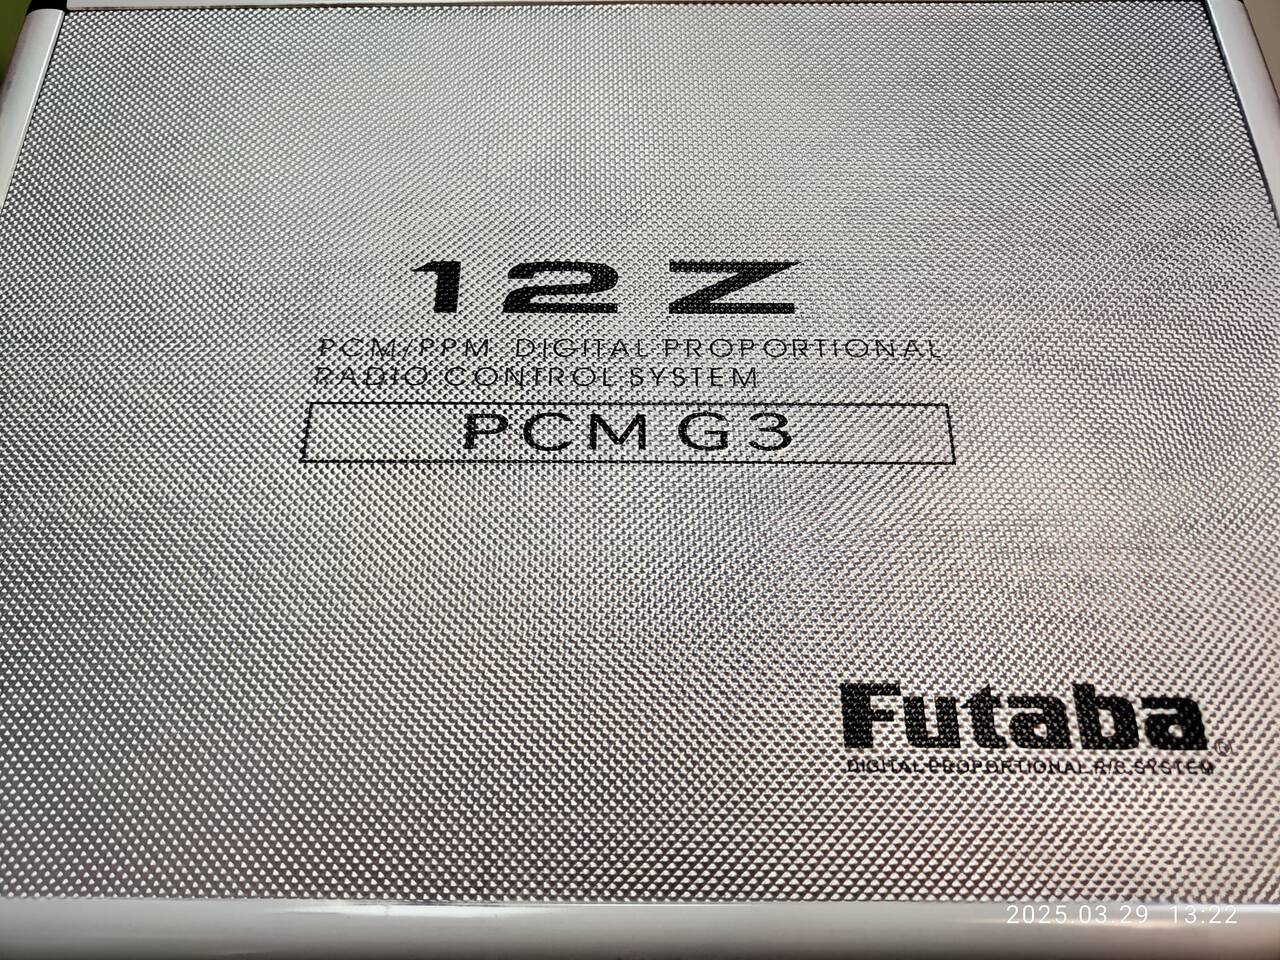 12Z
PCM/PPM DIGITAL PROPORTIONAL
RADIO CONTROL SYSTEM
PCM G3
Futaba®
DIGITAL PROPORTIONAL R/C SYSTEM
2025.03.29 13:22